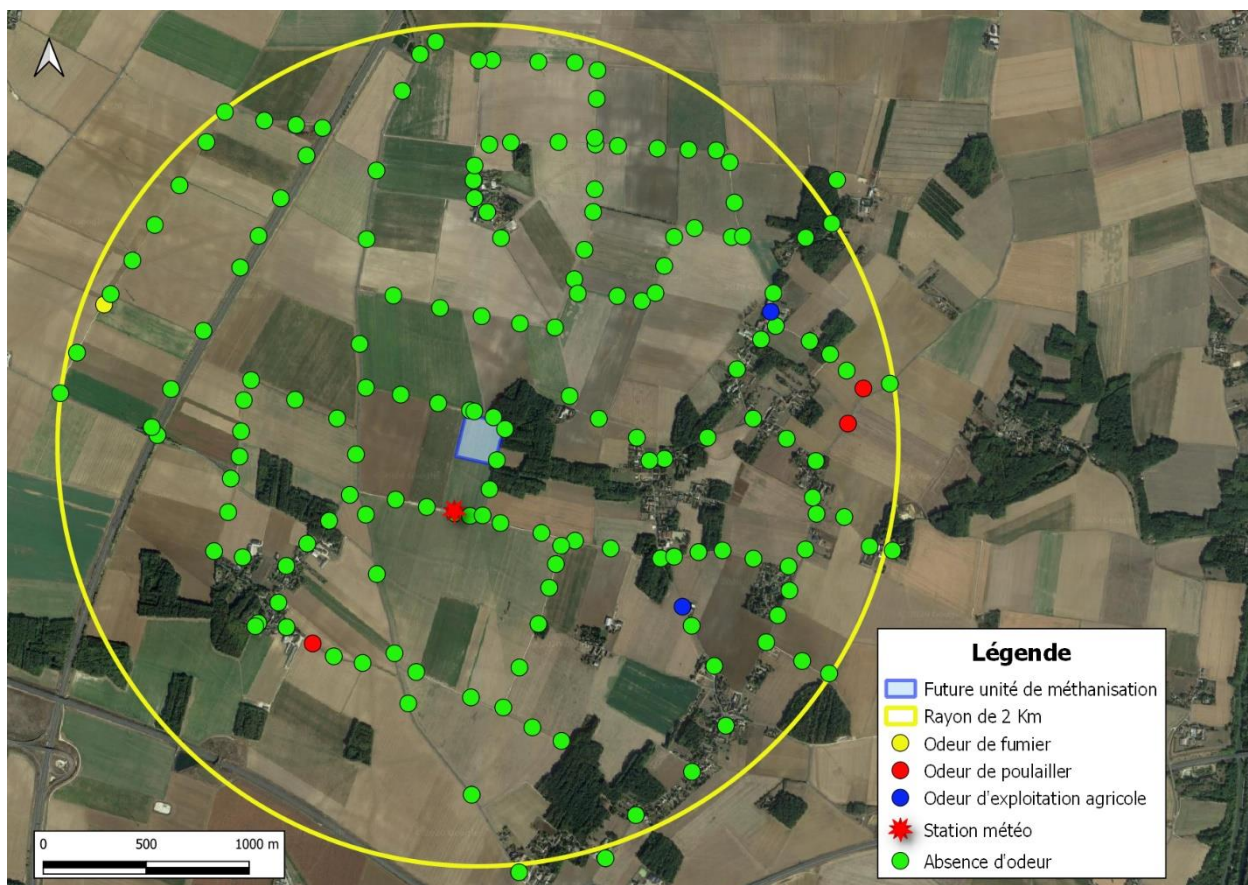 Légende
Future unité de méthanisation
Rayon de 2 Km
Odeur de fumier
Odeur de poulailler
Odeur d'exploitation agricole
Station météo
Absence d'odeur
0 500 1000 m